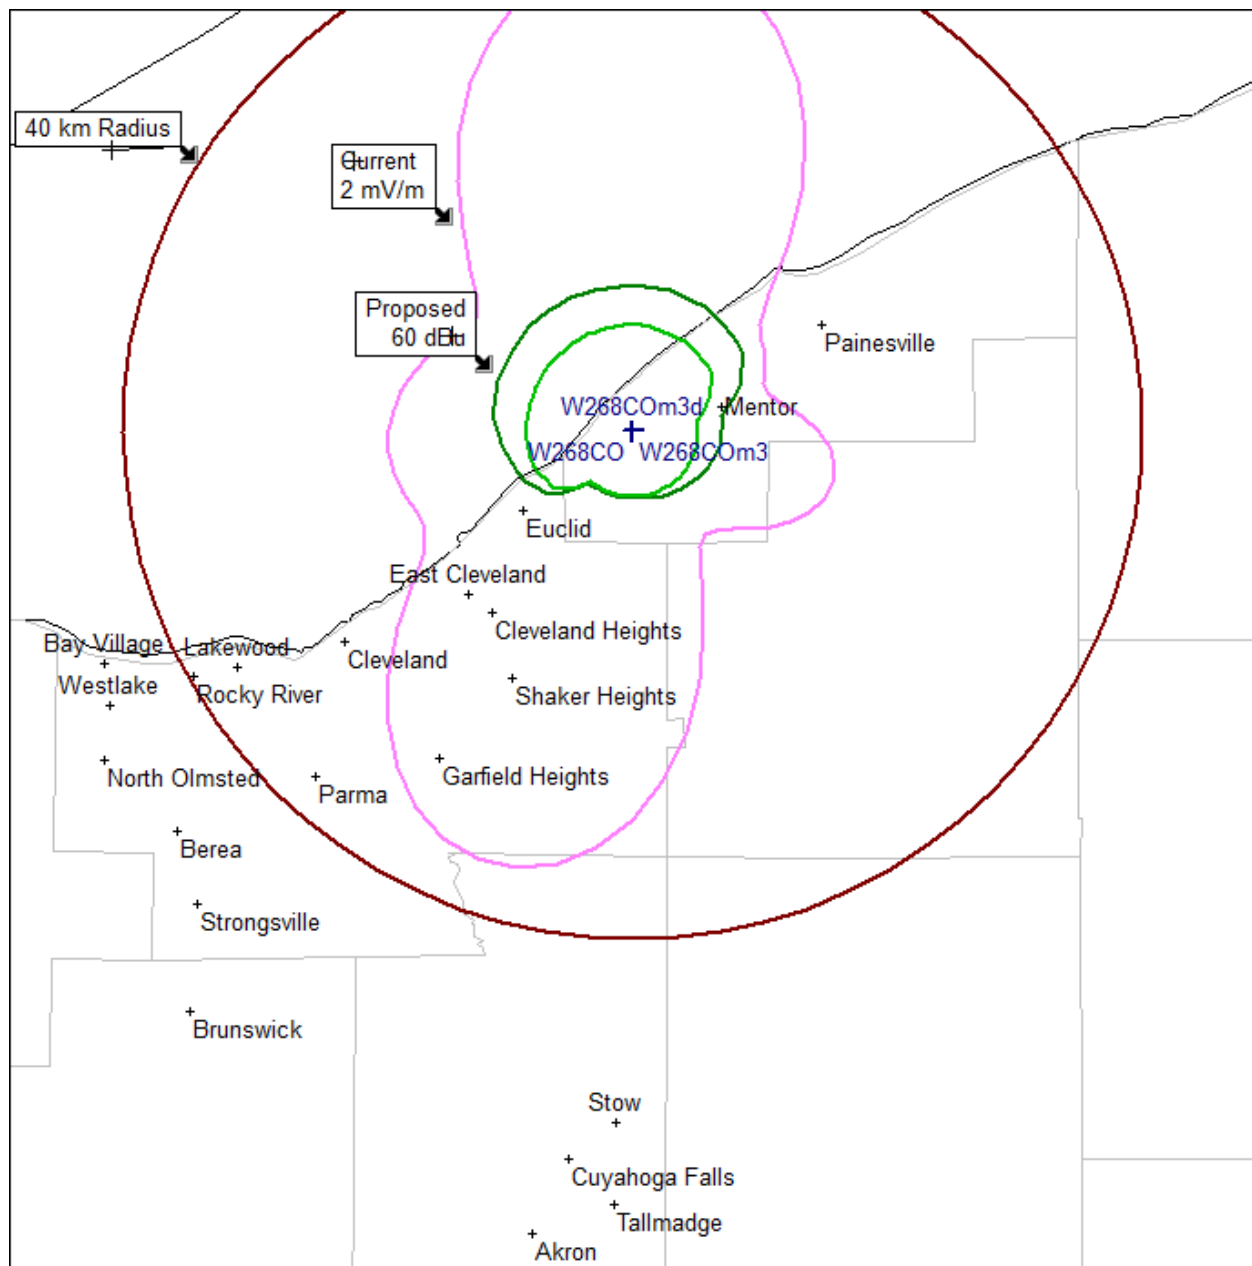 40 km Radius
Current
2 mV/m
Proposed
60 dBu
Painesville
W268COm3d
Mentor
W268CO
W268COm3
Euclid
East Cleveland
Cleveland Heights
Bay Village
Lakewood
Cleveland
Westlake
Rocky River
Shaker Heights
North Olmsted
Parma
Garfield Heights
Berea
Strongsville
Brunswick
Stow
Cuyahoga Falls
Tallmadge
Akron